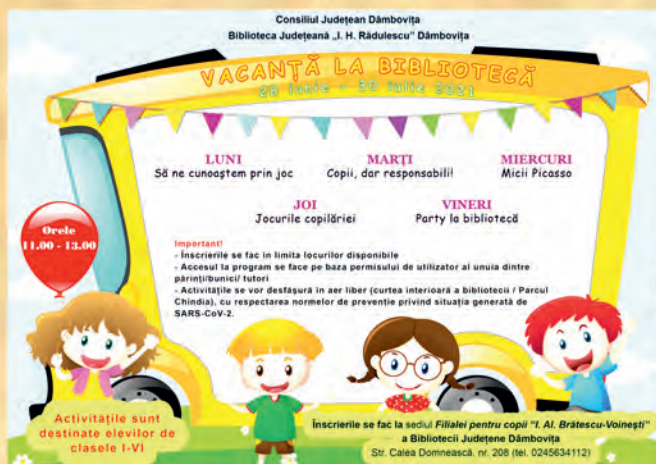 Consiliul Județean Dâmbovița
Biblioteca Județeană „I. H. Rădulescu” Dâmbovița
VACANȚĂ LA BIBLIOTECĂ
28 iunie - 30 iulie 2021
LUNI
Să ne cunoaștem prin joc
MARȚI
Copii, dar responsabili!
MIERCURI
Micii Picasso
JOI
Jocurile copilăriei
VINERI
Party la bibliotecă
Orele
11.00 - 13.00
Important!
- Înscrierile se fac în limita locurilor disponibile
- Accesul la program se face pe baza permisului de utilizator al unuia dintre
părinți/bunici/ tutori
- Activitățile se vor desfășura în aer liber (curtea interioară a bibliotecii / Parcul
Chindia), cu respectarea normelor de prevenție privind situația generată de
SARS-CoV-2.
Activitățile sunt
destinate elevilor de
clasele I-VI
Înscrierile se fac la sediul Filialei pentru copii "I. Al. Brătescu-Voinești"
a Bibliotecii Județene Dâmbovița
Str. Calea Domnească, nr. 208 (tel. 0245634112)